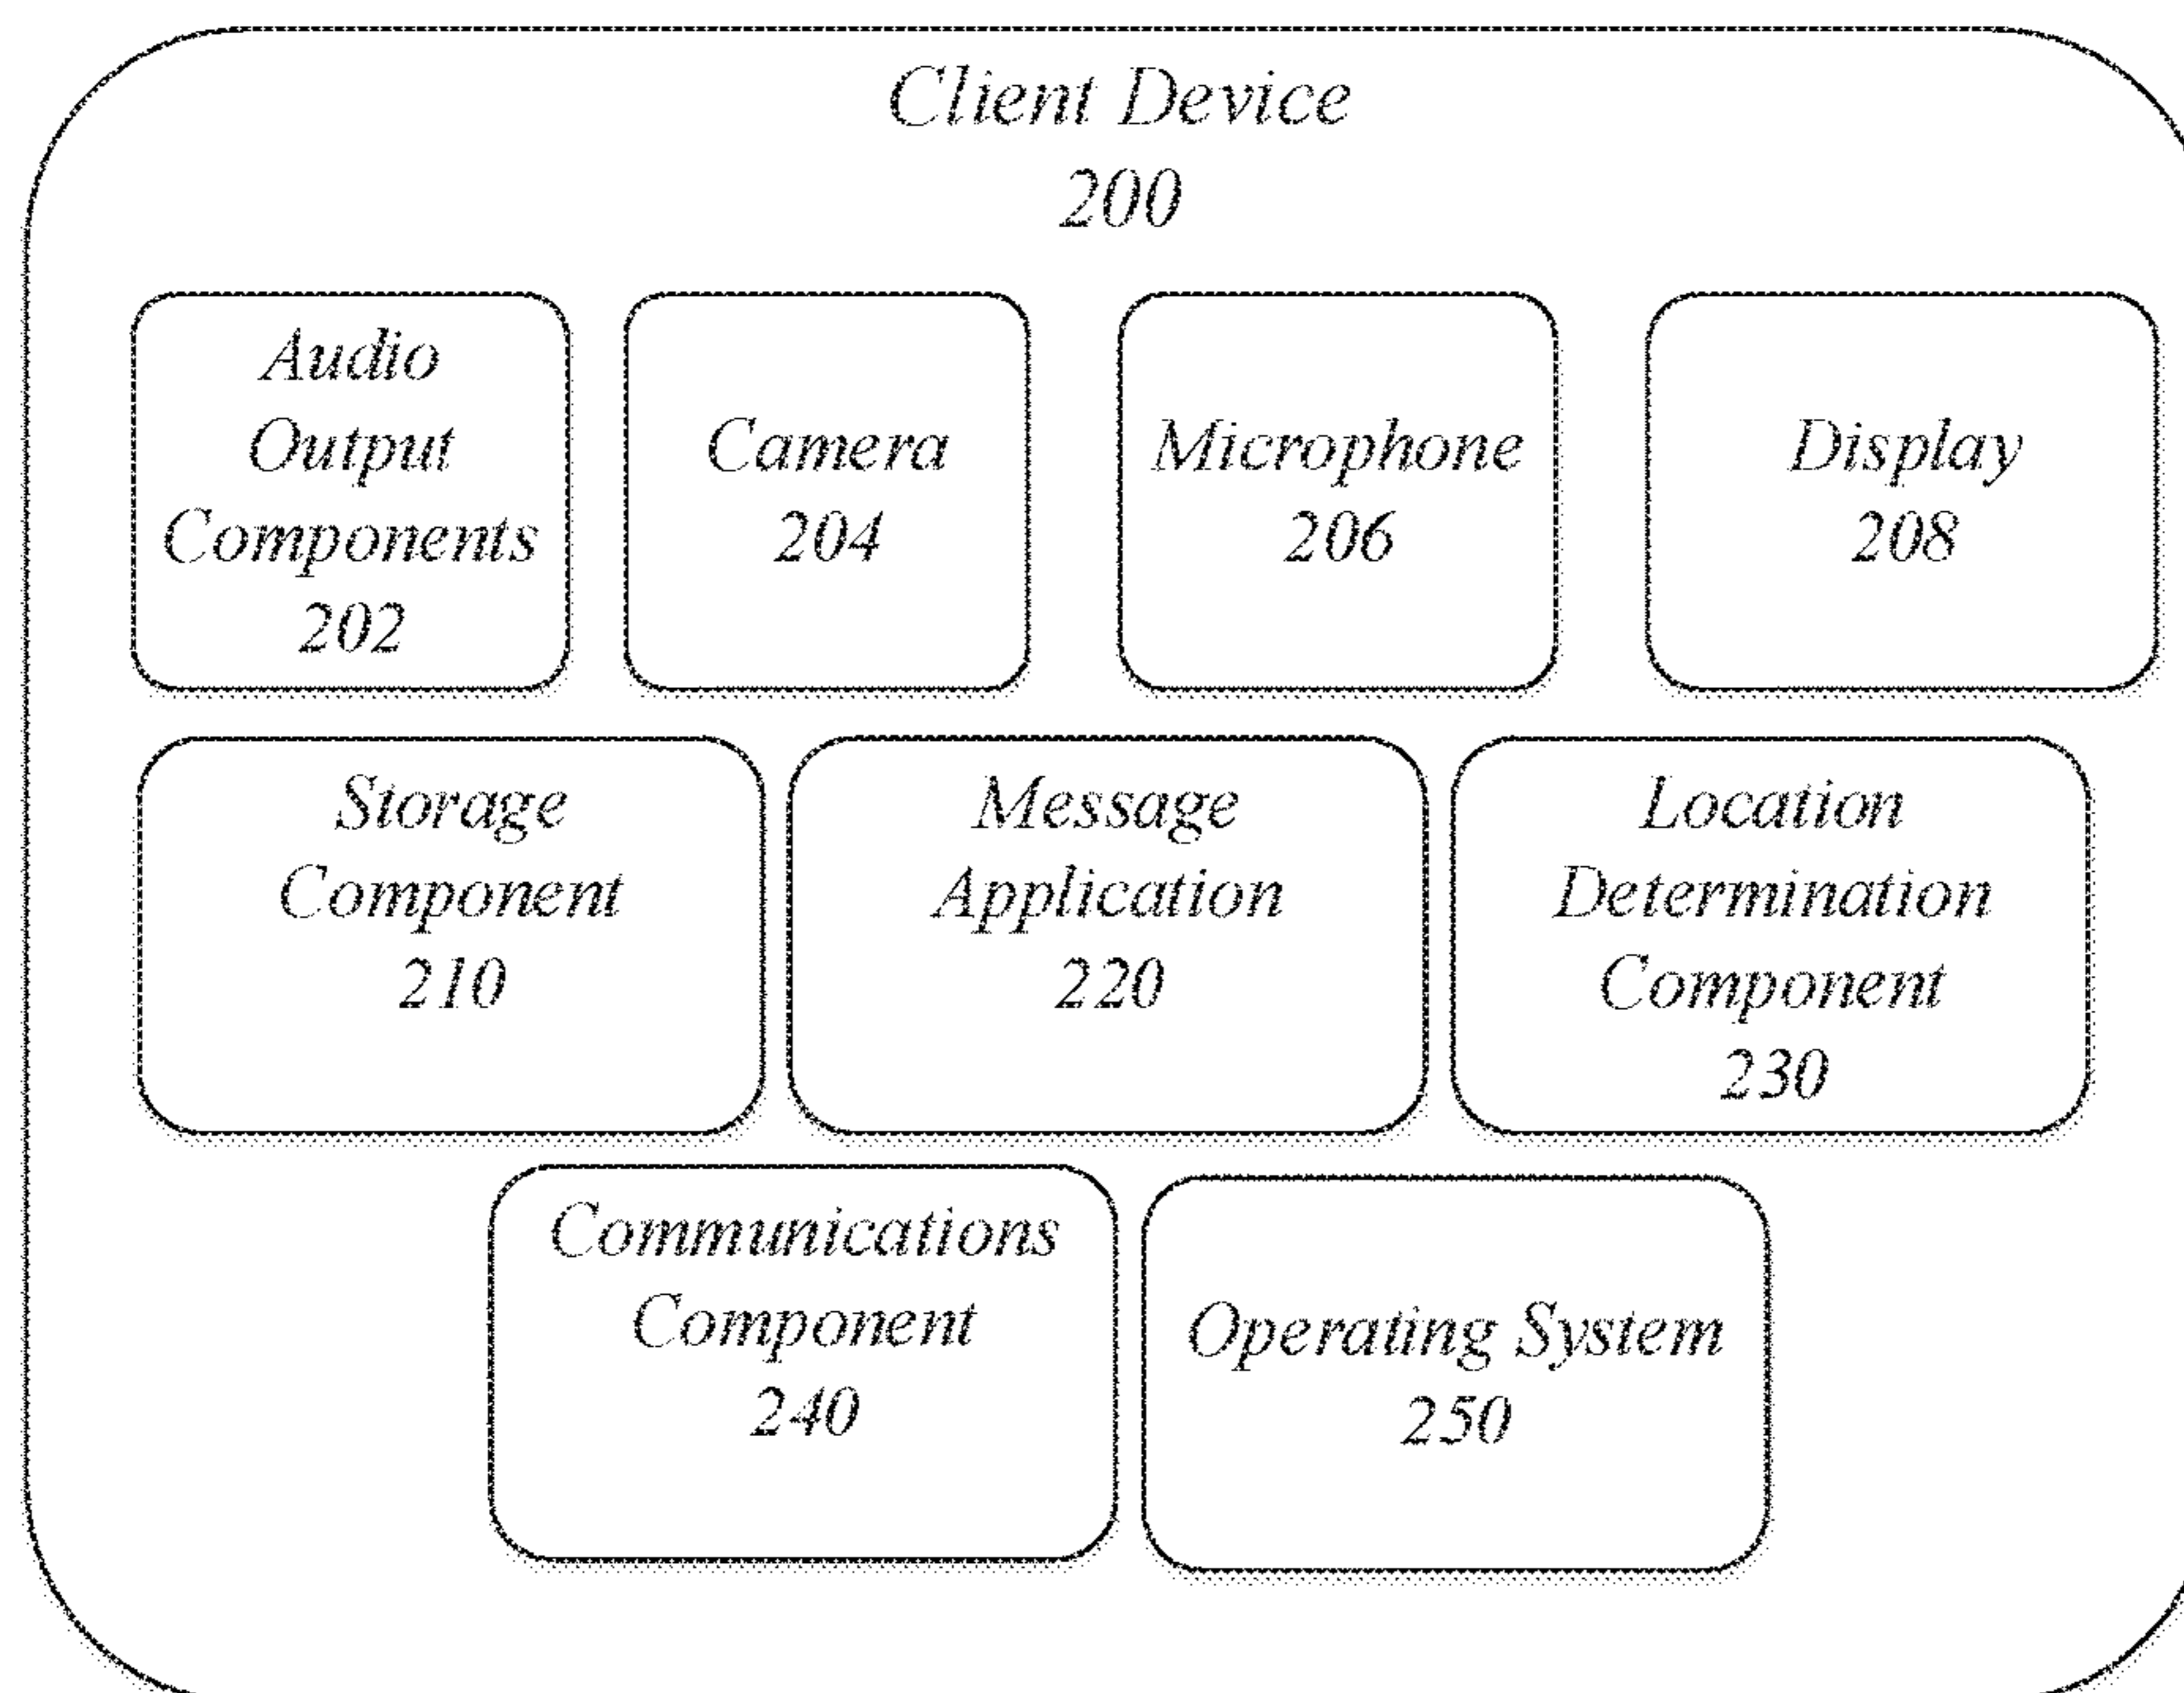 Client Device
200
Audio
Output
Components
202
Camera
204
Microphone
206
Display
208
Storage
Component
210
Message
Application
220
Location
Determination
Component
230
Communications
Component
240
Operating System
250